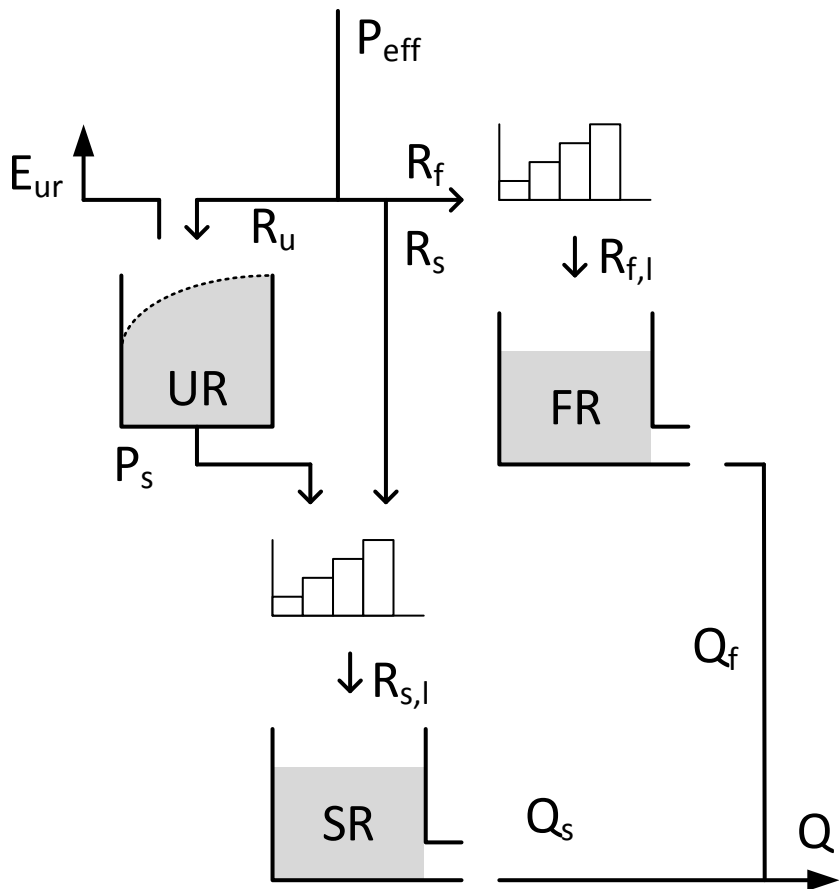 P_eff
E_ur
R_f
R_u
R_s
R_f,l
UR
FR
P_s
Q_f
R_s,l
SR
Q_s
Q